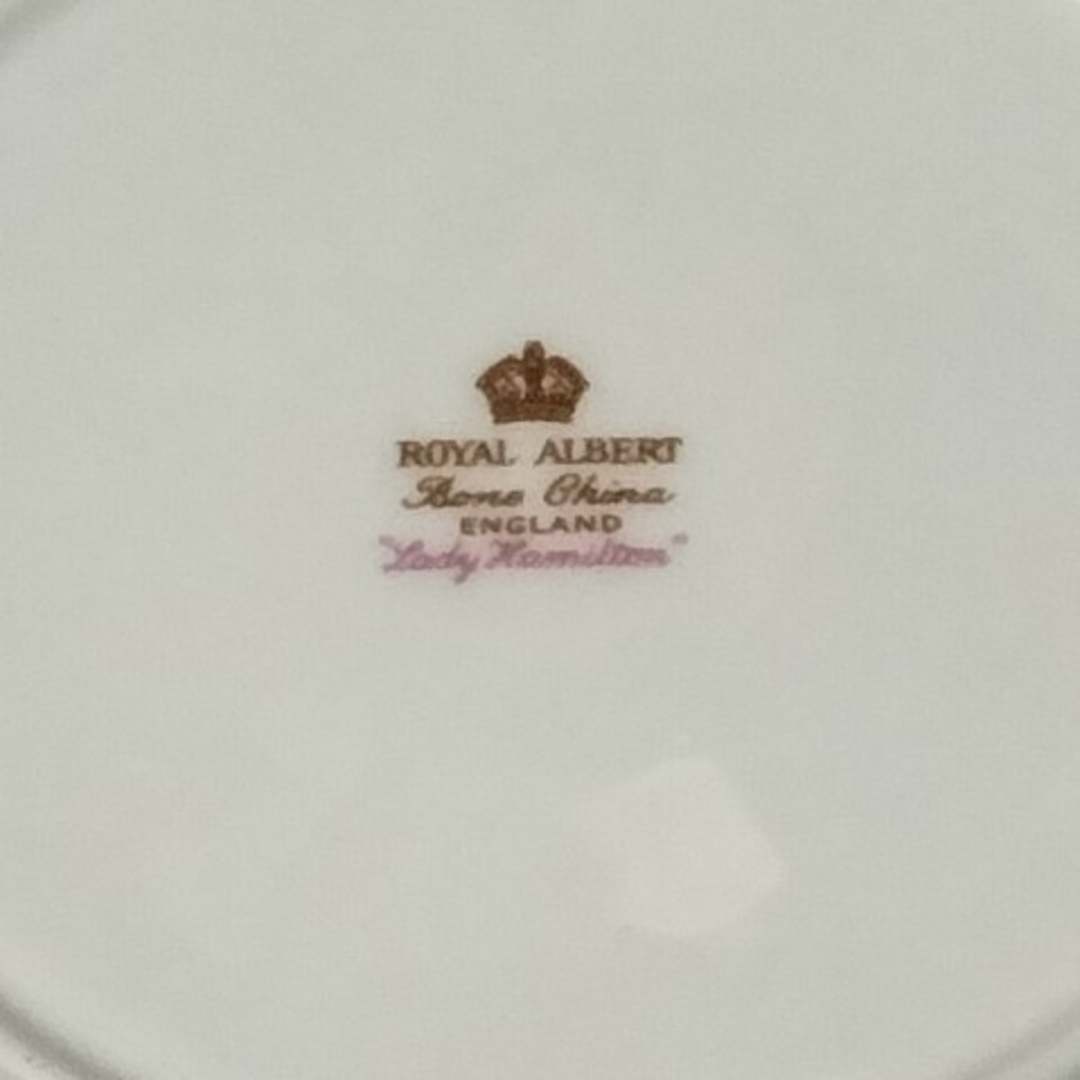 ROYAL ALBERT
Bone China
ENGLAND
"Lady Hamilton"